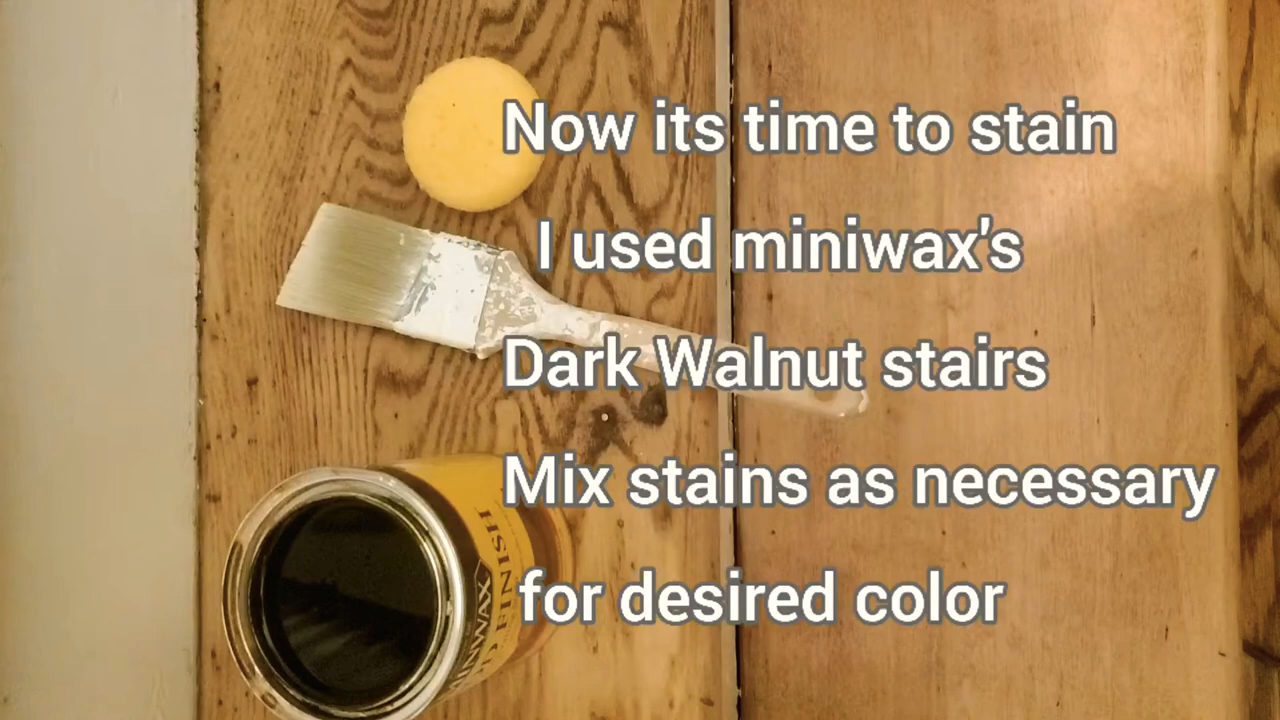 Now its time to stain
I used miniwax's
Dark Walnut stairs
Mix stains as necessary
for desired color
MINWAX
FINISH